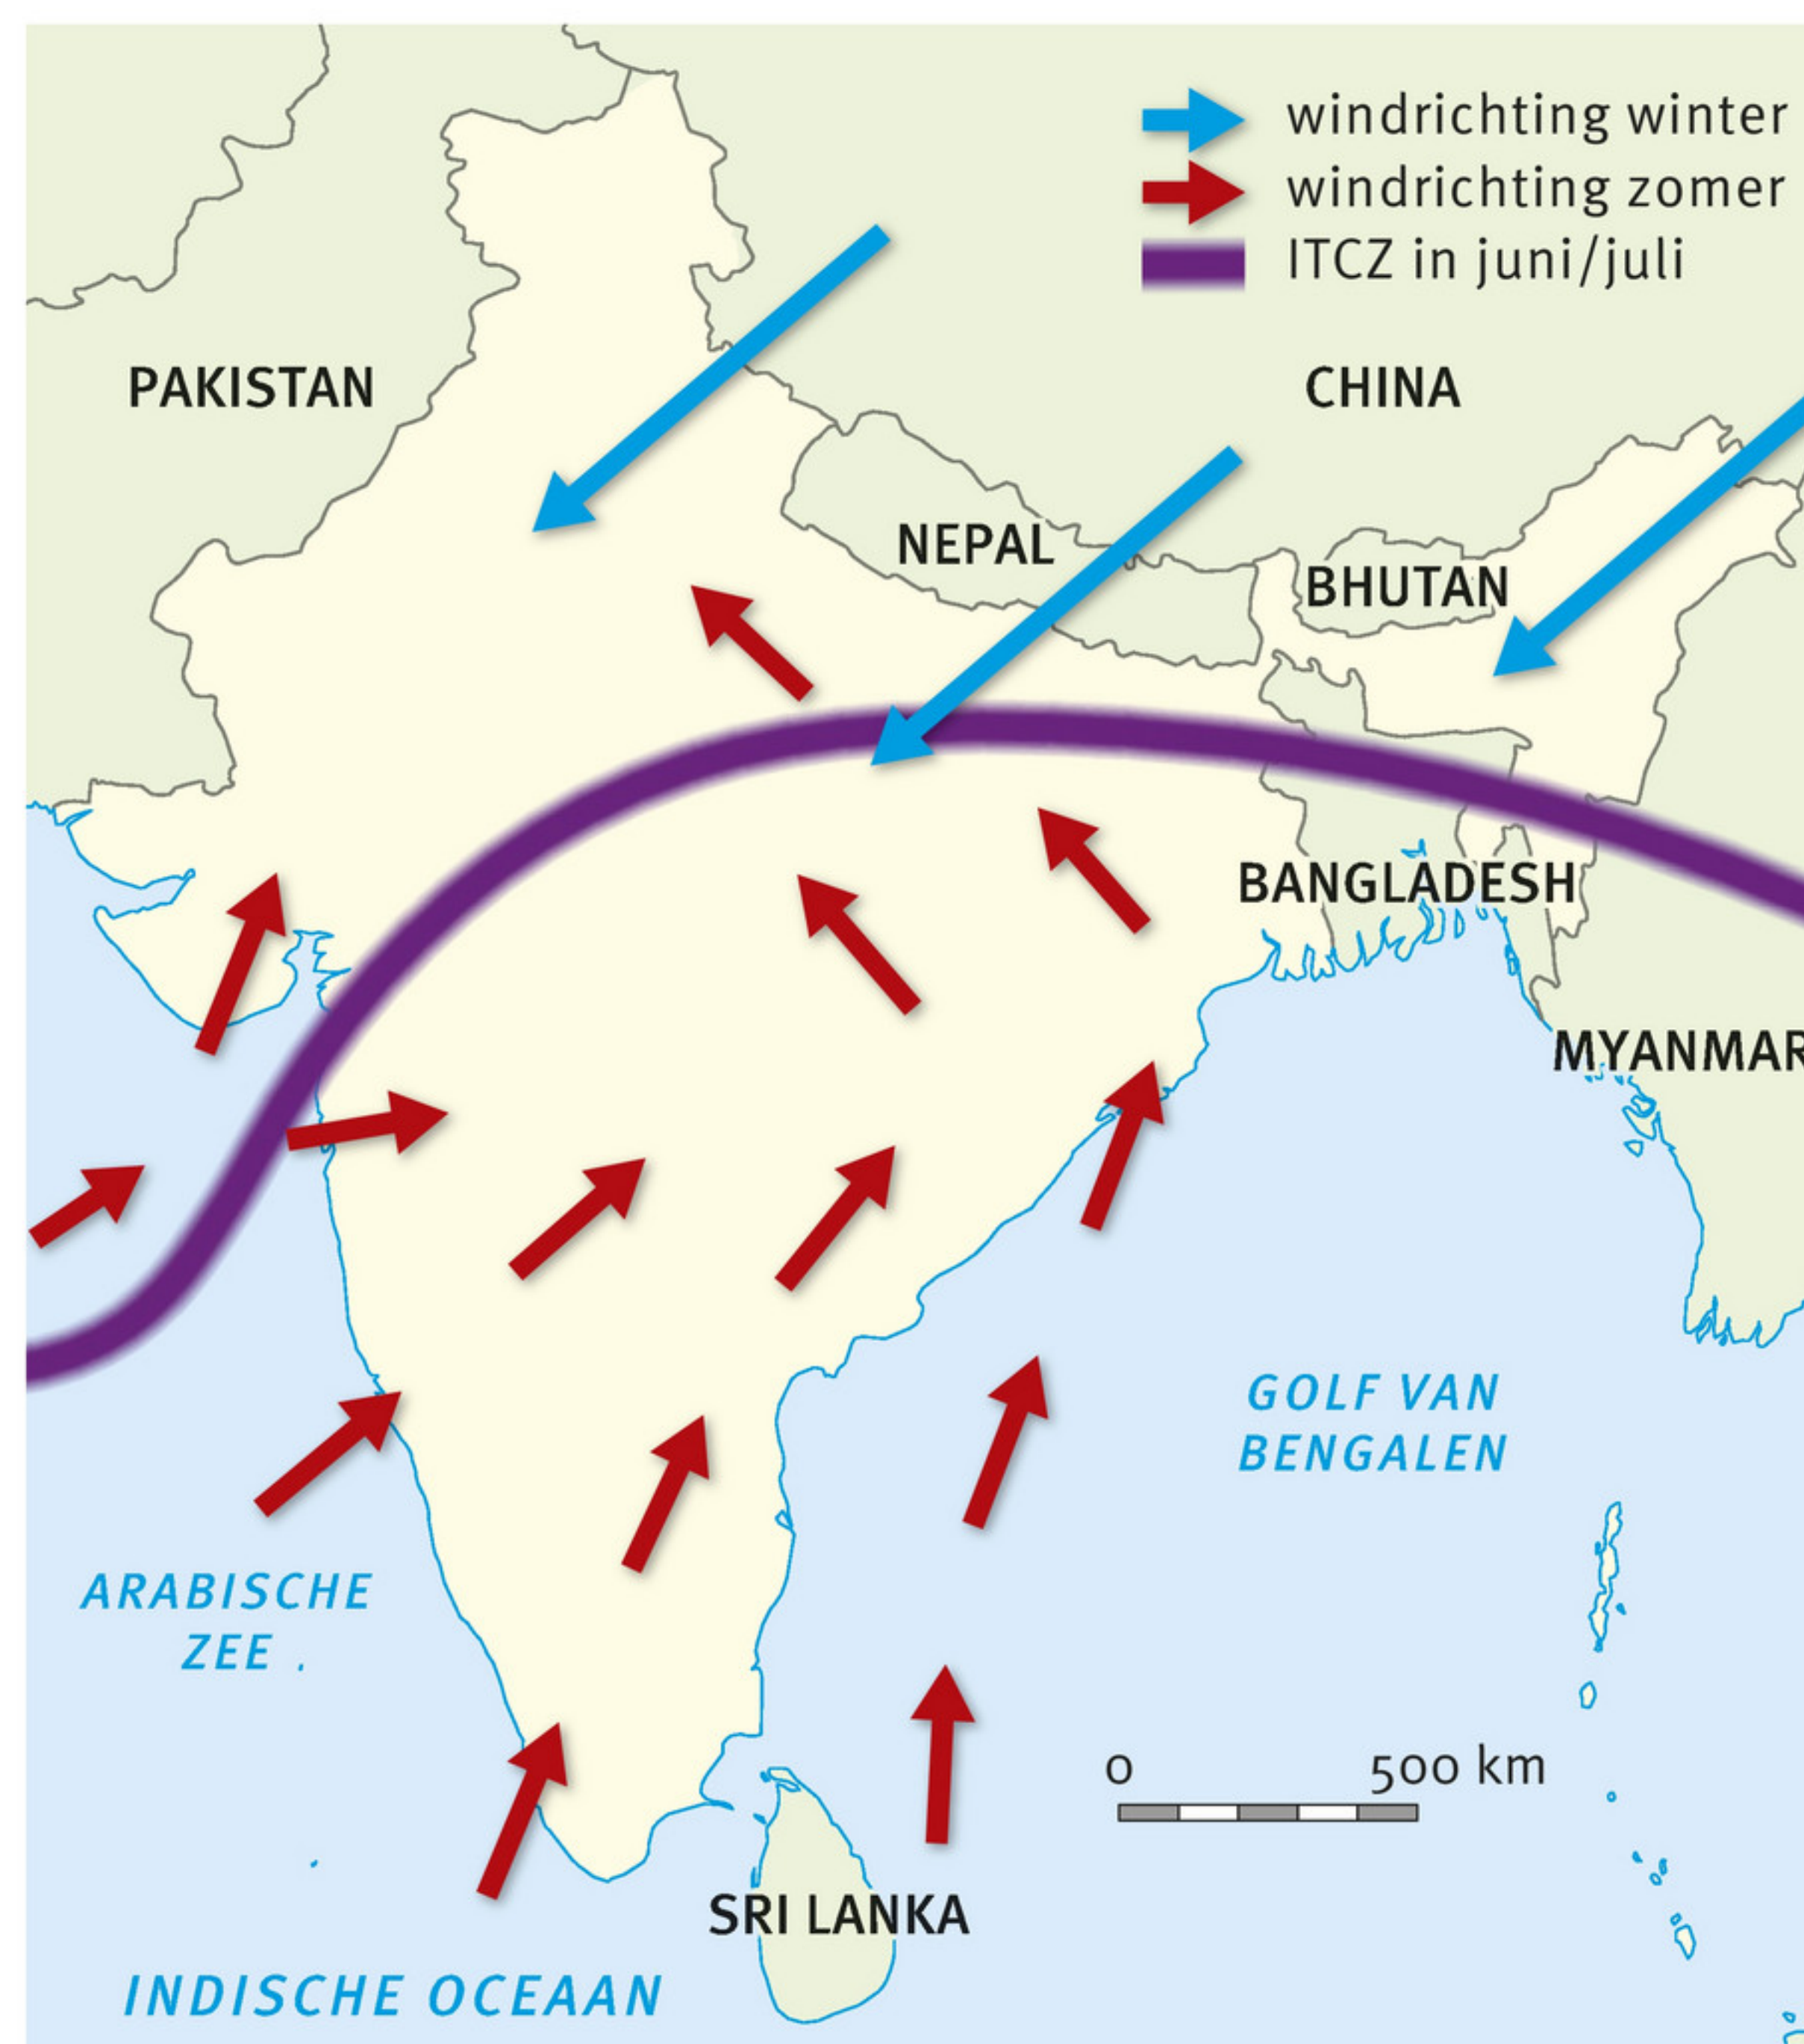 windrichting winter
windrichting zomer
ITCZ in juni/juli
PAKISTAN
CHINA
NEPAL
BHUTAN
BANGLADESH
MYANMAR
GOLF VAN
BENGALEN
ARABISCHE
ZEE
0 500 km
SRI LANKA
INDISCHE OCEAAN